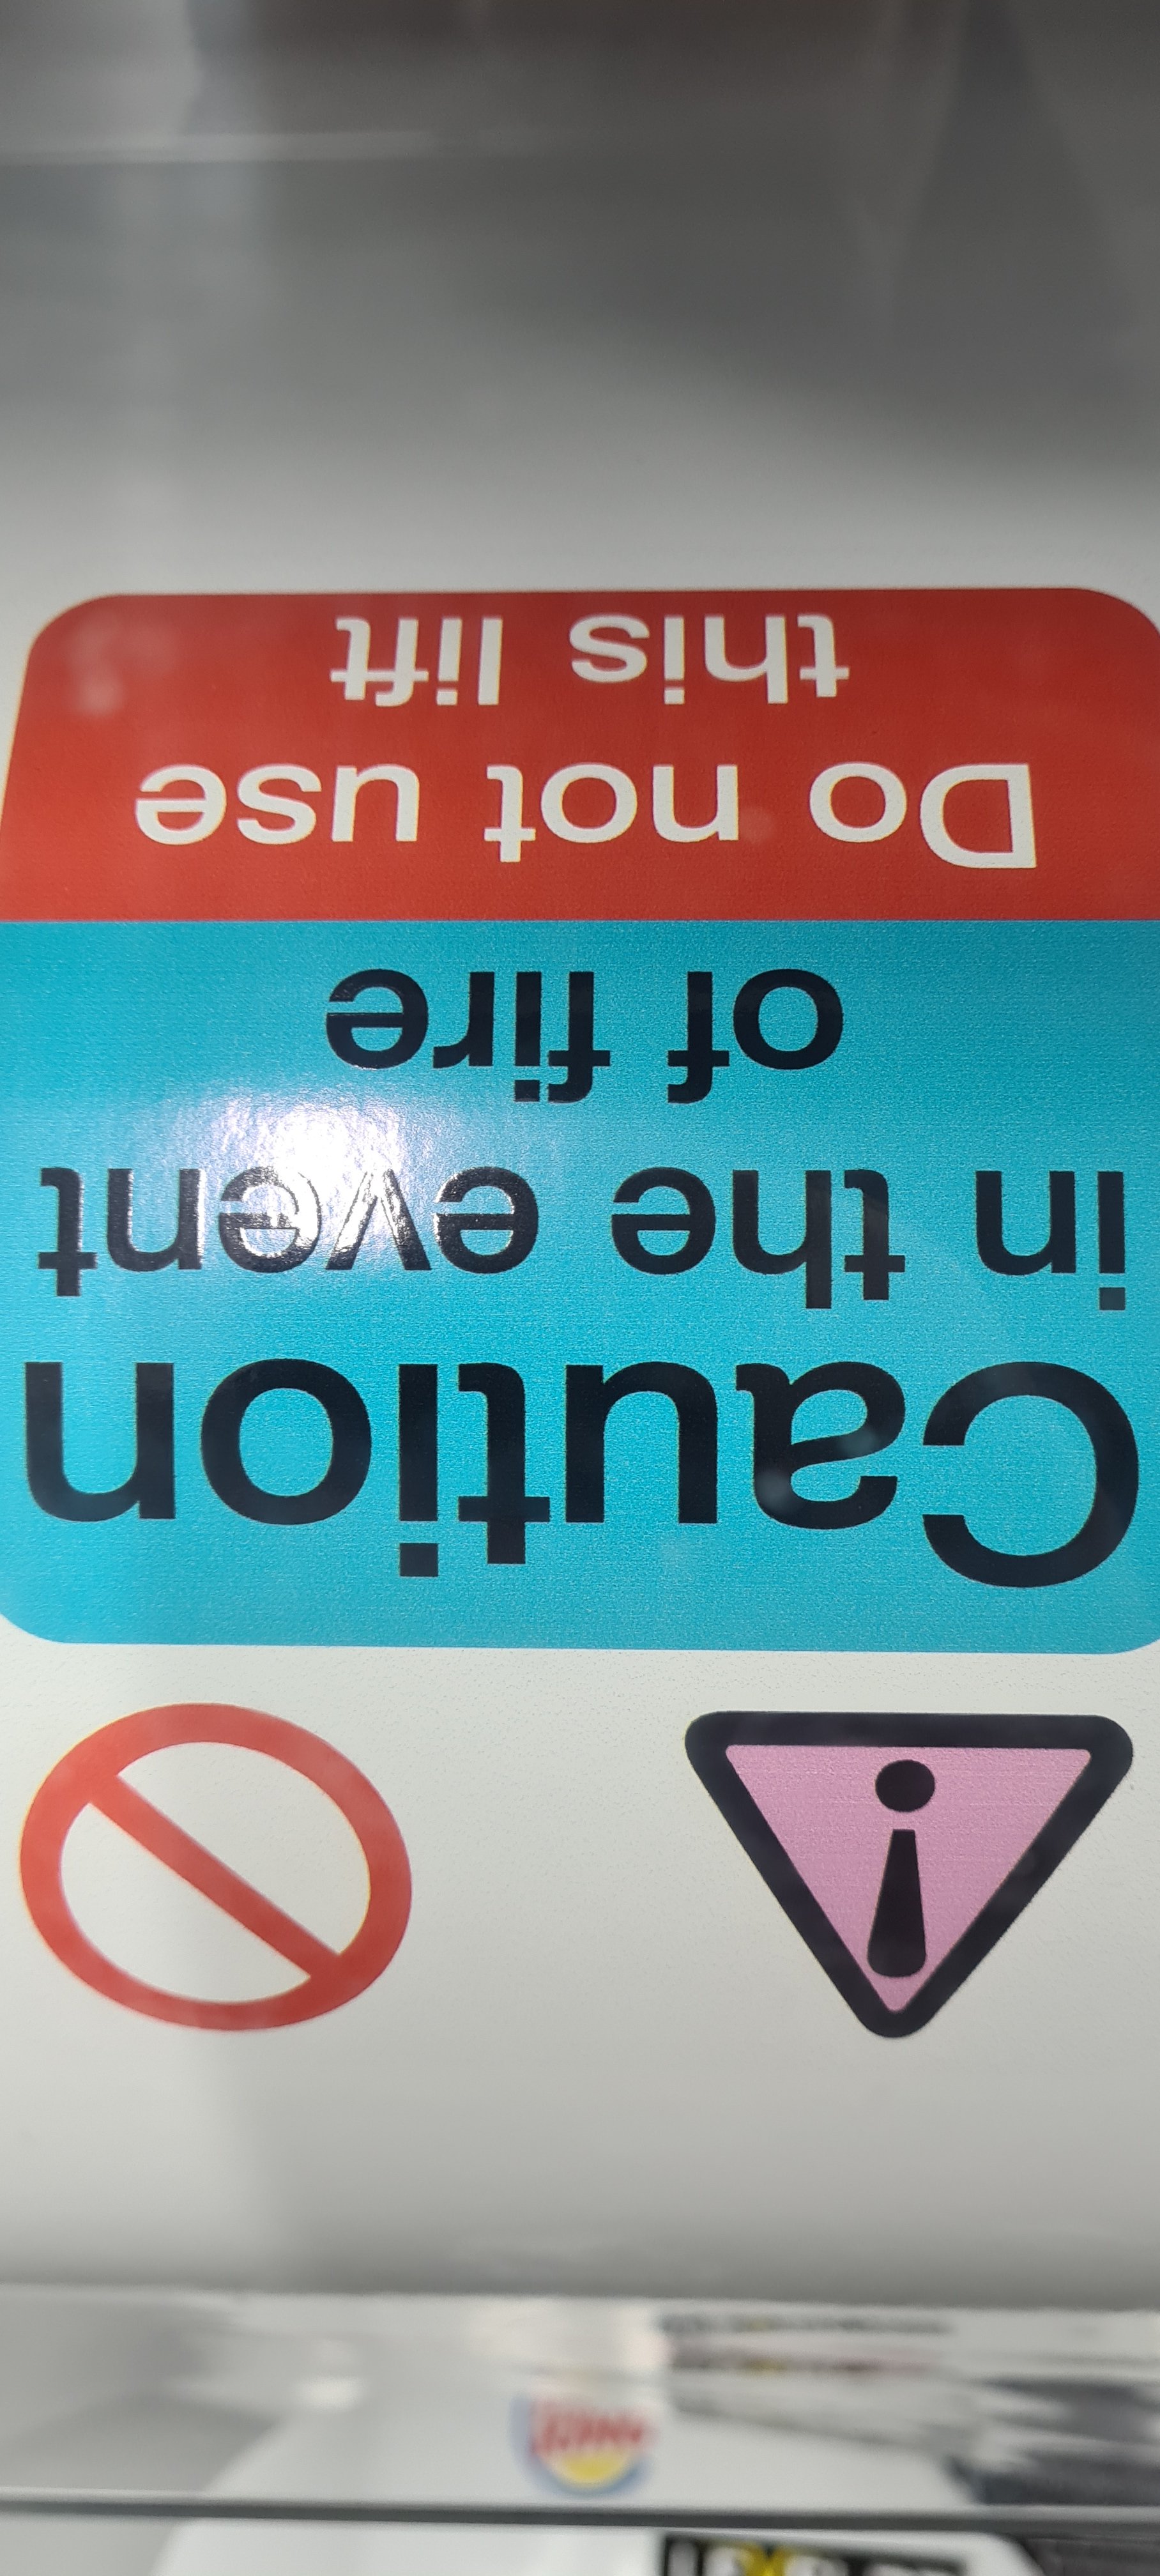 Caution
in the event
of fire
Do not use
this lift